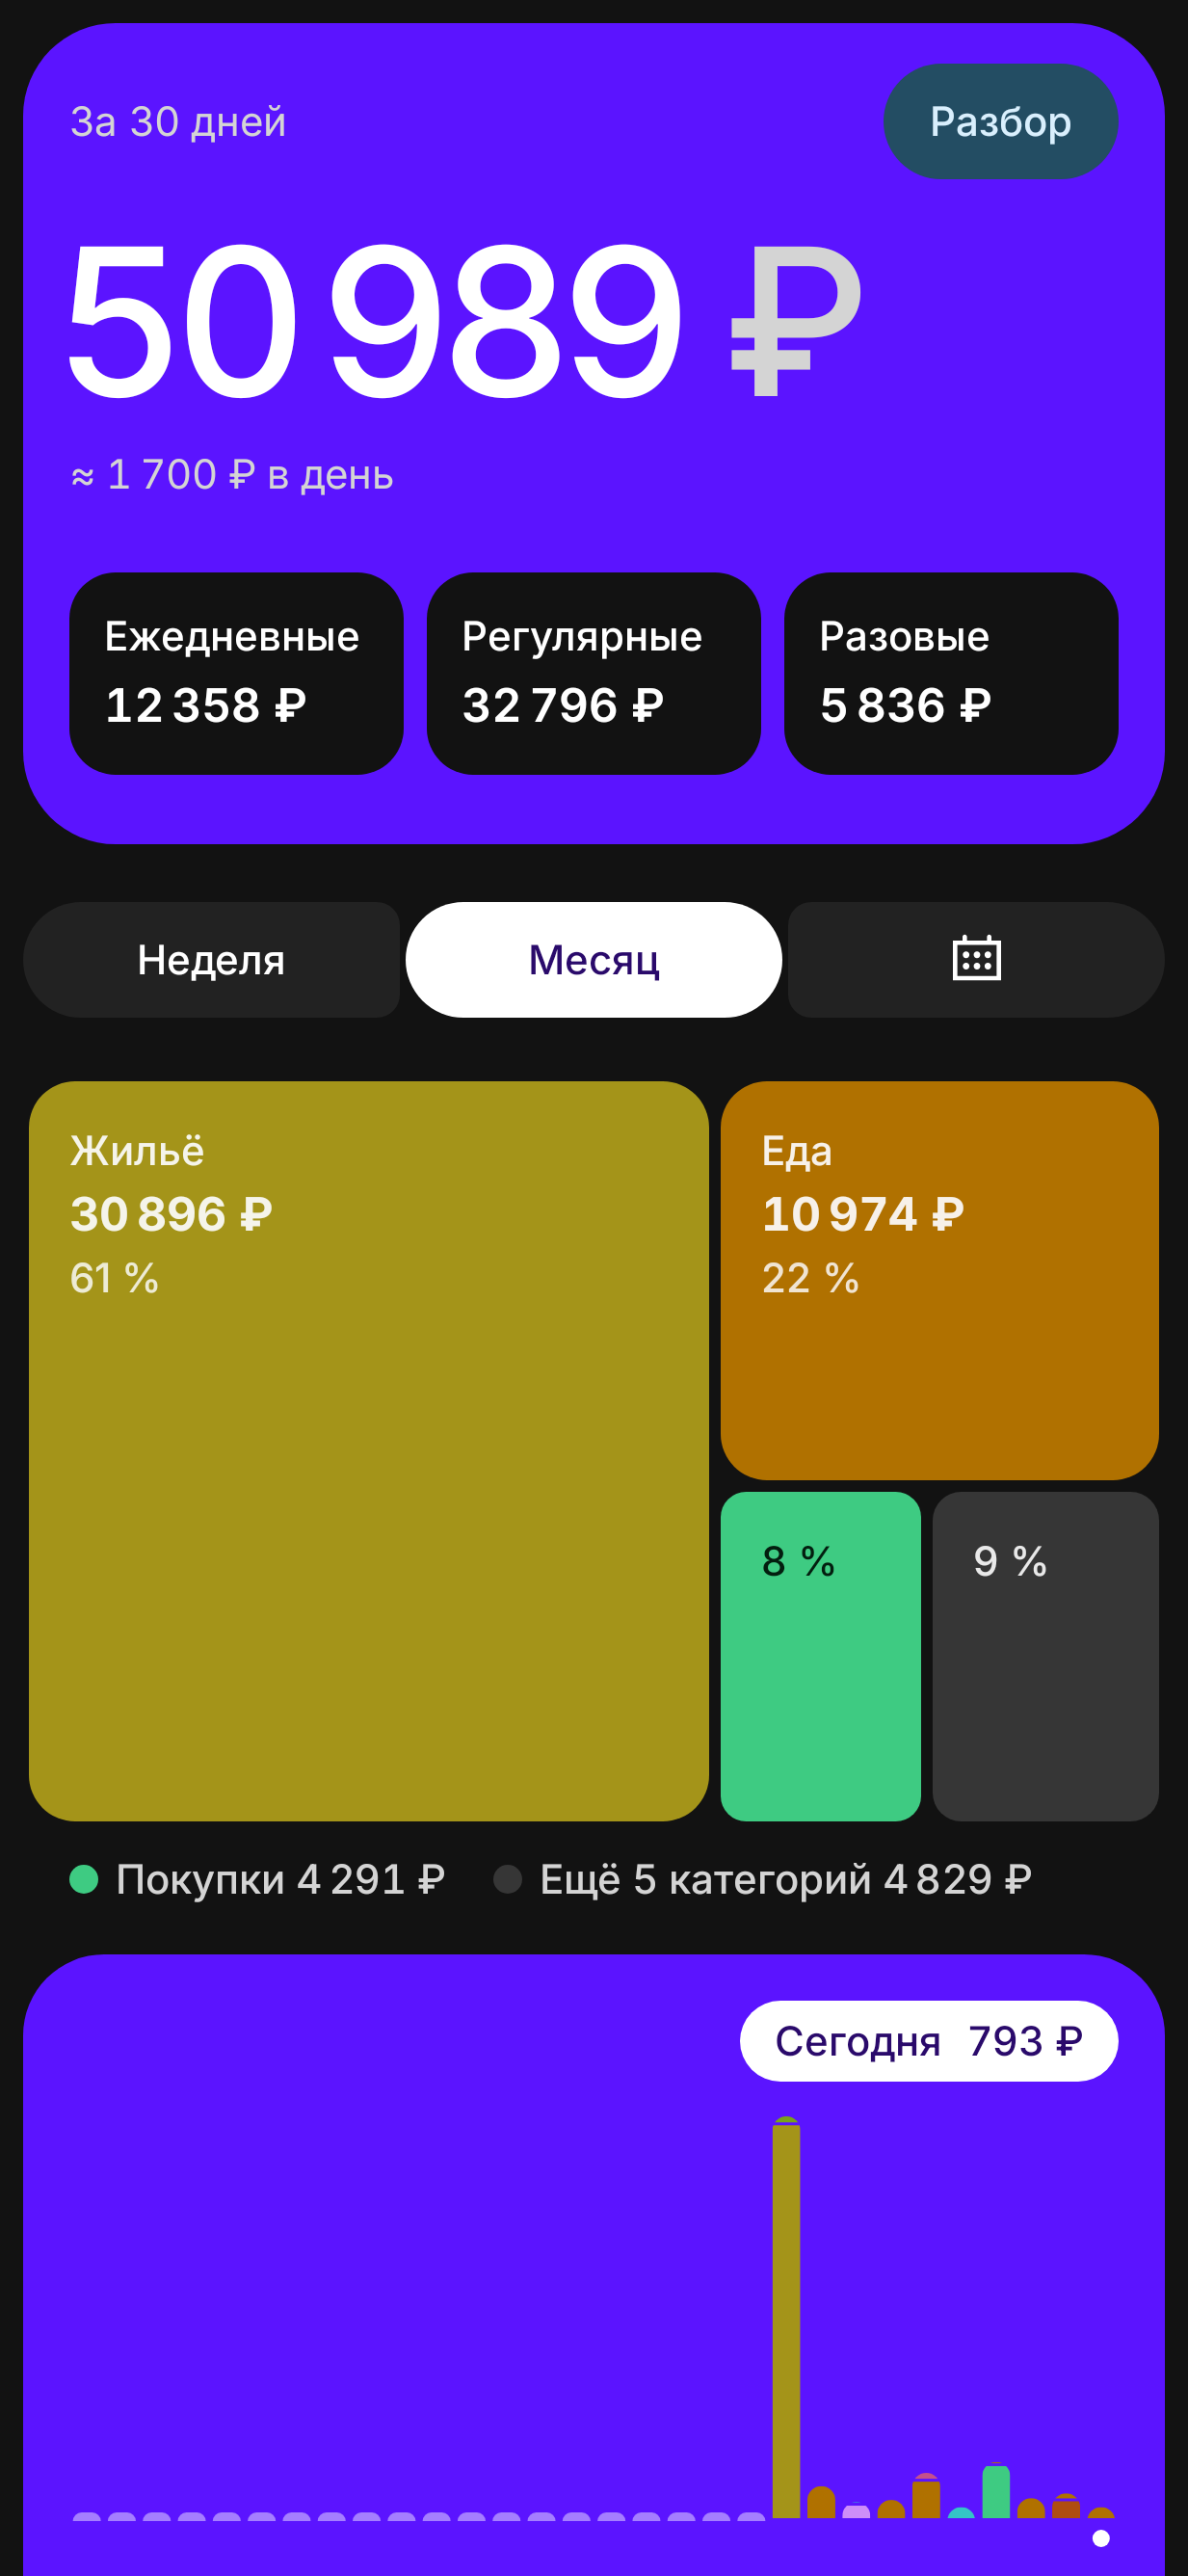 За 30 дней
Разбор
50 989 ₽
≈ 1 700 ₽ в день
Ежедневные
12 358 ₽
Регулярные
32 796 ₽
Разовые
5 836 ₽
Неделя
Месяц
Жильё
30 896 ₽
61 %
Еда
10 974 ₽
22 %
8 %
9 %
Покупки 4 291 ₽
Ещё 5 категорий 4 829 ₽
Сегодня 793 ₽